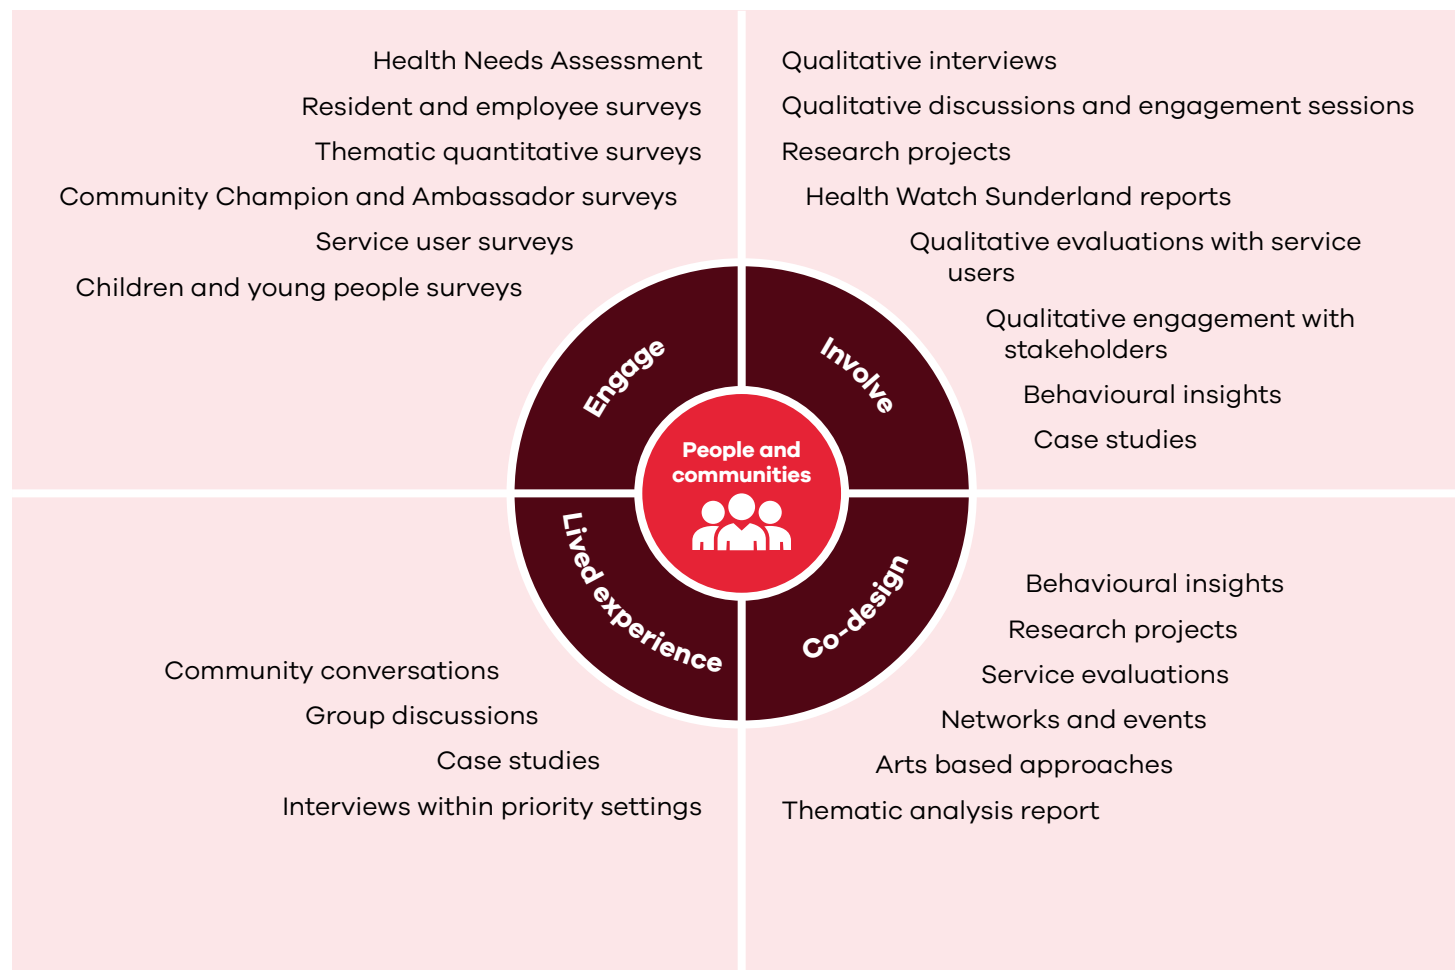 Health Needs Assessment
Resident and employee surveys
Thematic quantitative surveys
Community Champion and Ambassador surveys
Service user surveys
Children and young people surveys
Qualitative interviews
Qualitative discussions and engagement sessions
Research projects
Health Watch Sunderland reports
Qualitative evaluations with service
users
Qualitative engagement with
stakeholders
Behavioural insights
Case studies
Engage
Involve
People and
communities
Lived experience
Co-design
Community conversations
Group discussions
Case studies
Interviews within priority settings
Behavioural insights
Research projects
Service evaluations
Networks and events
Arts based approaches
Thematic analysis report